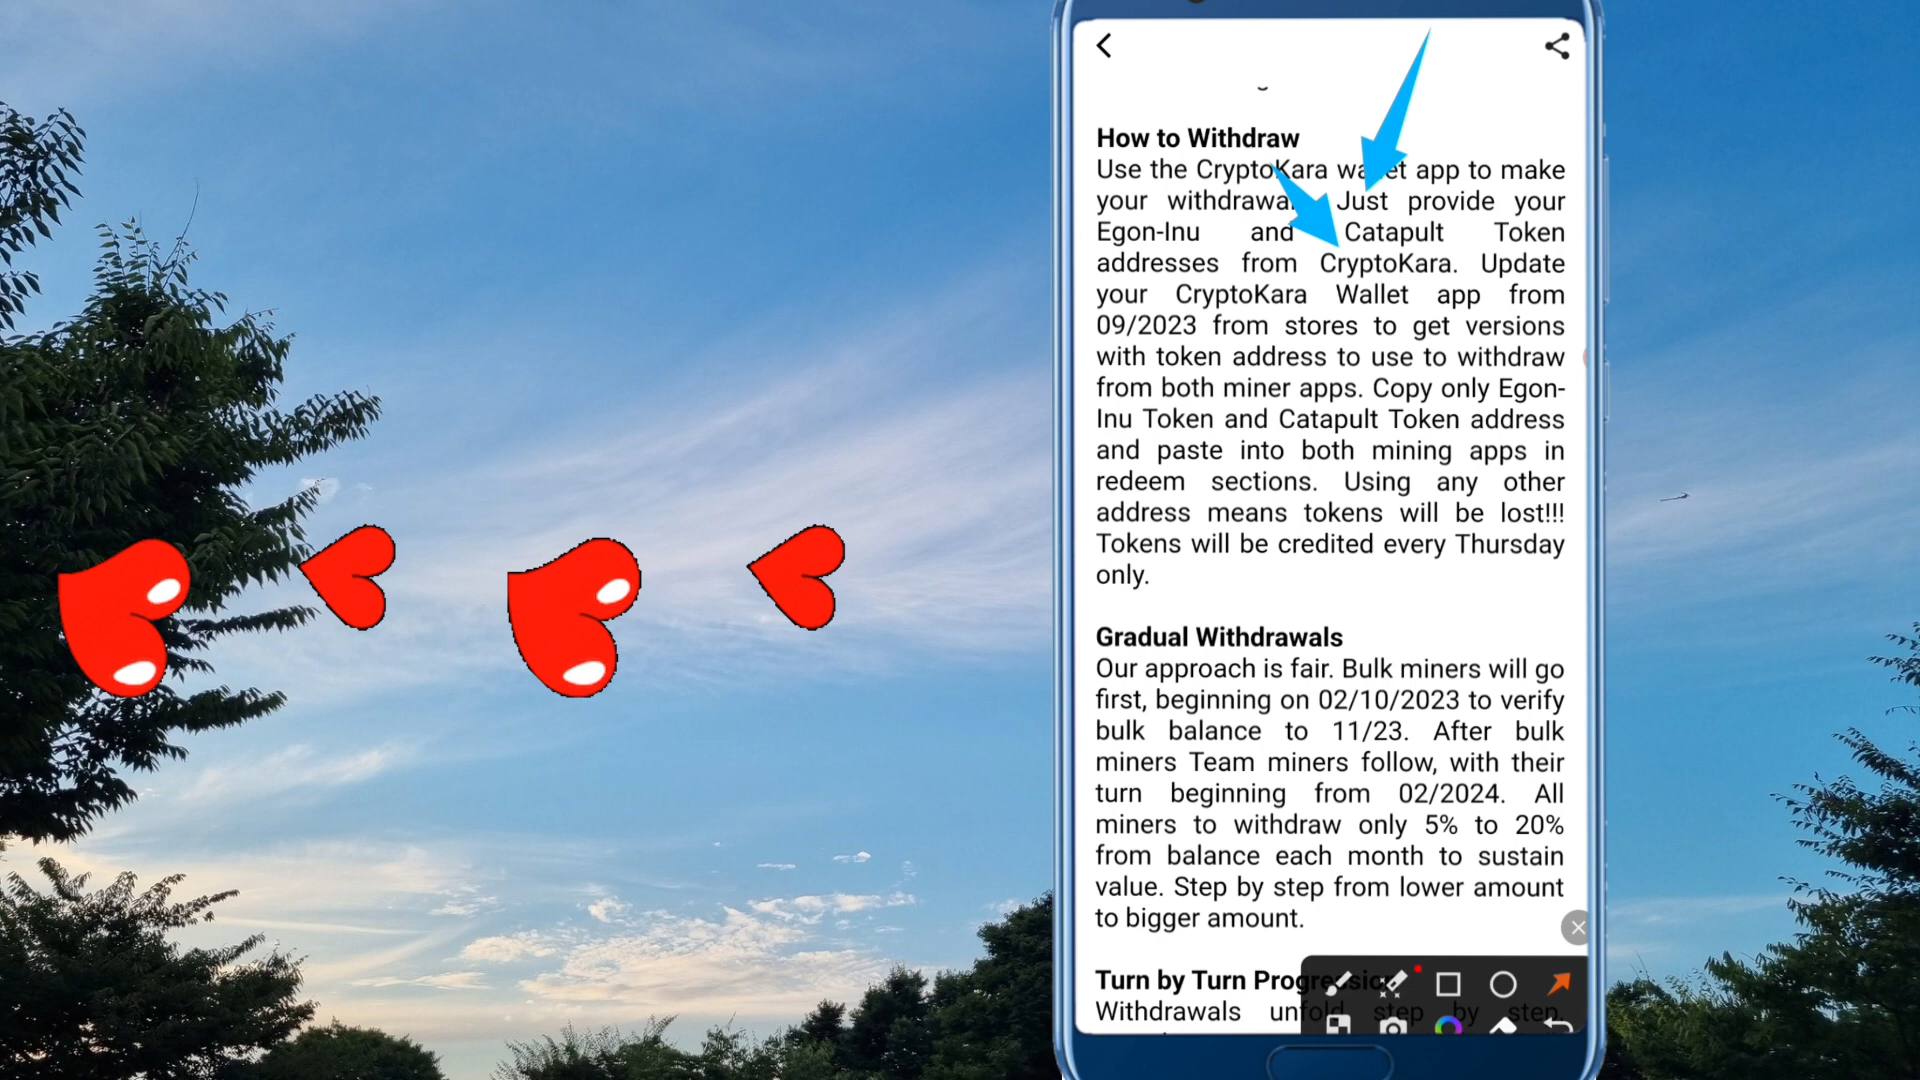 How to Withdraw
Use the CryptoKara wallet app to make
your withdrawal. Just provide your
Egon-Inu and Catapult Token
addresses from CryptoKara. Update
your CryptoKara Wallet app from
09/2023 from stores to get versions
with token address to use to withdraw
from both miner apps. Copy only Egon-
Inu Token and Catapult Token address
and paste into both mining apps in
redeem sections. Using any other
address means tokens will be lost!!!
Tokens will be credited every Thursday
only.
Gradual Withdrawals
Our approach is fair. Bulk miners will go
first, beginning on 02/10/2023 to verify
bulk balance to 11/23. After bulk
miners Team miners follow, with their
turn beginning from 02/2024. All
miners to withdraw only 5% to 20%
from balance each month to sustain
value. Step by step from lower amount
to bigger amount.
Turn by Turn Progression
Withdrawals unfold step by step.